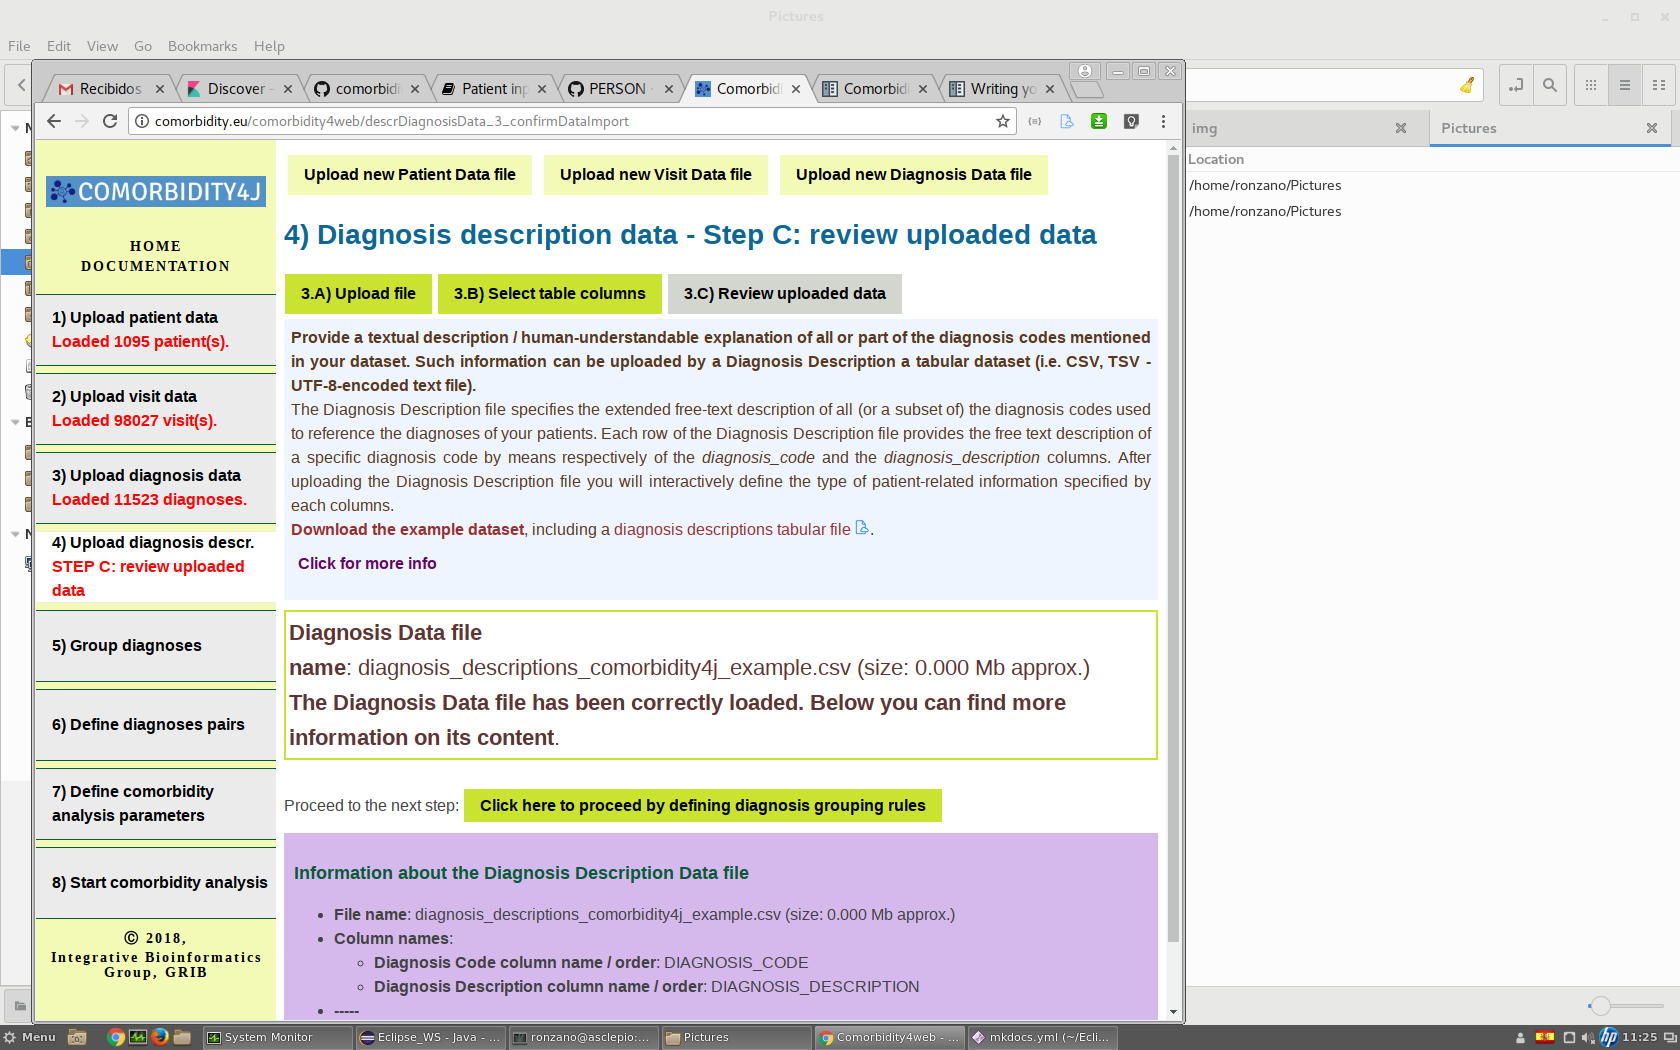 Pictures
File Edit View Go Bookmarks Help
Recibidos
Discover -
comorbidi
Patient inp
PERSON ·
Comorbid
Comorbid
Writing yo
comorbidity.eu/comorbidity4web/descrDiagnosisData_3_confirmDataImport
img
Pictures
Location
/home/ronzano/Pictures
/home/ronzano/Pictures
COMORBIDITY4J
HOME
DOCUMENTATION
1) Upload patient data
Loaded 1095 patient(s).
2) Upload visit data
Loaded 98027 visit(s).
3) Upload diagnosis data
Loaded 11523 diagnoses.
4) Upload diagnosis descr.
STEP C: review uploaded
data
5) Group diagnoses
6) Define diagnoses pairs
7) Define comorbidity
analysis parameters
8) Start comorbidity analysis
© 2018,
Integrative Bioinformatics
Group, GRIB
Upload new Patient Data file
Upload new Visit Data file
Upload new Diagnosis Data file
4) Diagnosis description data - Step C: review uploaded data
3.A) Upload file
3.B) Select table columns
3.C) Review uploaded data
Provide a textual description / human-understandable explanation of all or part of the diagnosis codes mentioned
in your dataset. Such information can be uploaded by a Diagnosis Description a tabular dataset (i.e. CSV, TSV -
UTF-8-encoded text file).
The Diagnosis Description file specifies the extended free-text description of all (or a subset of) the diagnosis codes used
to reference the diagnoses of your patients. Each row of the Diagnosis Description file provides the free text description of
a specific diagnosis code by means respectively of the diagnosis_code and the diagnosis_description columns. After
uploading the Diagnosis Description file you will interactively define the type of patient-related information specified by
each columns.
Download the example dataset, including a diagnosis descriptions tabular file .
Click for more info
Diagnosis Data file
name: diagnosis_descriptions_comorbidity4j_example.csv (size: 0.000 Mb approx.)
The Diagnosis Data file has been correctly loaded. Below you can find more
information on its content.
Proceed to the next step: Click here to proceed by defining diagnosis grouping rules
Information about the Diagnosis Description Data file
• File name: diagnosis_descriptions_comorbidity4j_example.csv (size: 0.000 Mb approx.)
• Column names:
◦ Diagnosis Code column name / order: DIAGNOSIS_CODE
◦ Diagnosis Description column name / order: DIAGNOSIS_DESCRIPTION
• -----
Menu
System Monitor
Eclipse_WS - Java - ...
ronzano@asclepio:...
Pictures
Comorbidity4web - ...
mkdocs.yml (~/Ecli...
hp
11:25